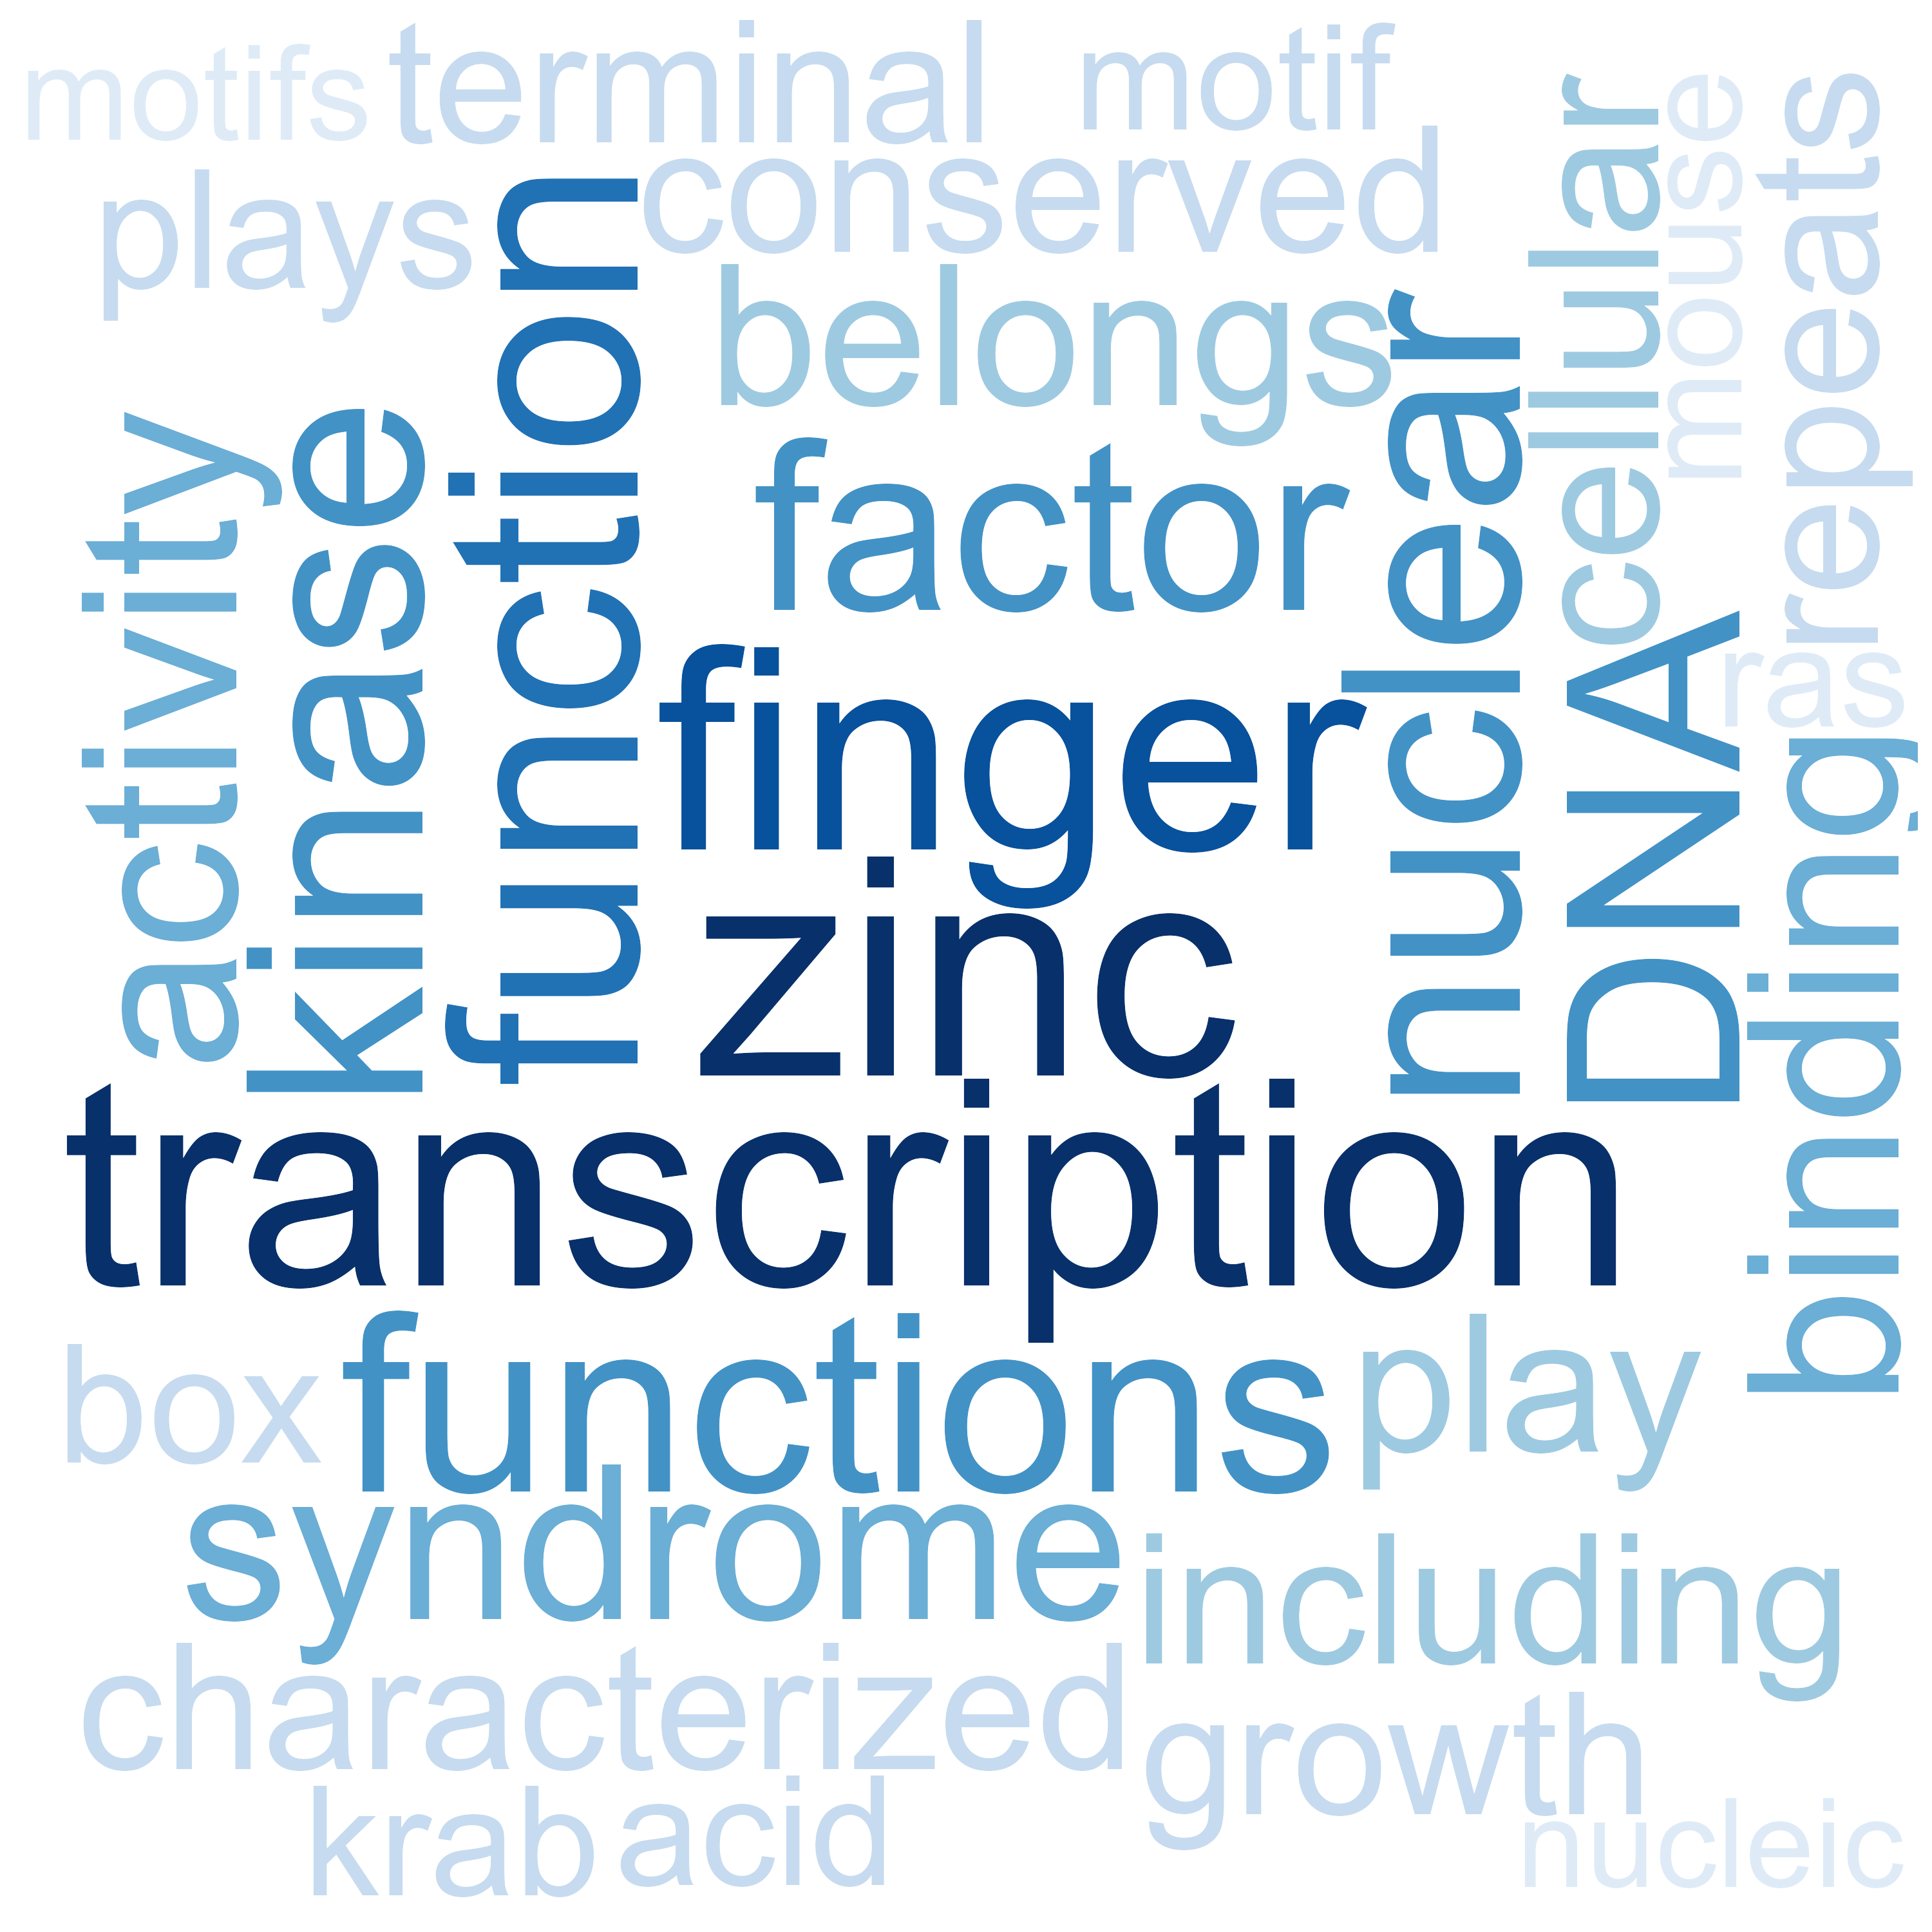 motifs
terminal
motif
plays
conserved
function
belongs
cellular
mouse
repeats
activity
kinase
factor
nuclear
finger
DNA
ras
binding
zinc
transcription
box
functions
play
syndrome
including
characterized
growth
krab
acid
nucleic